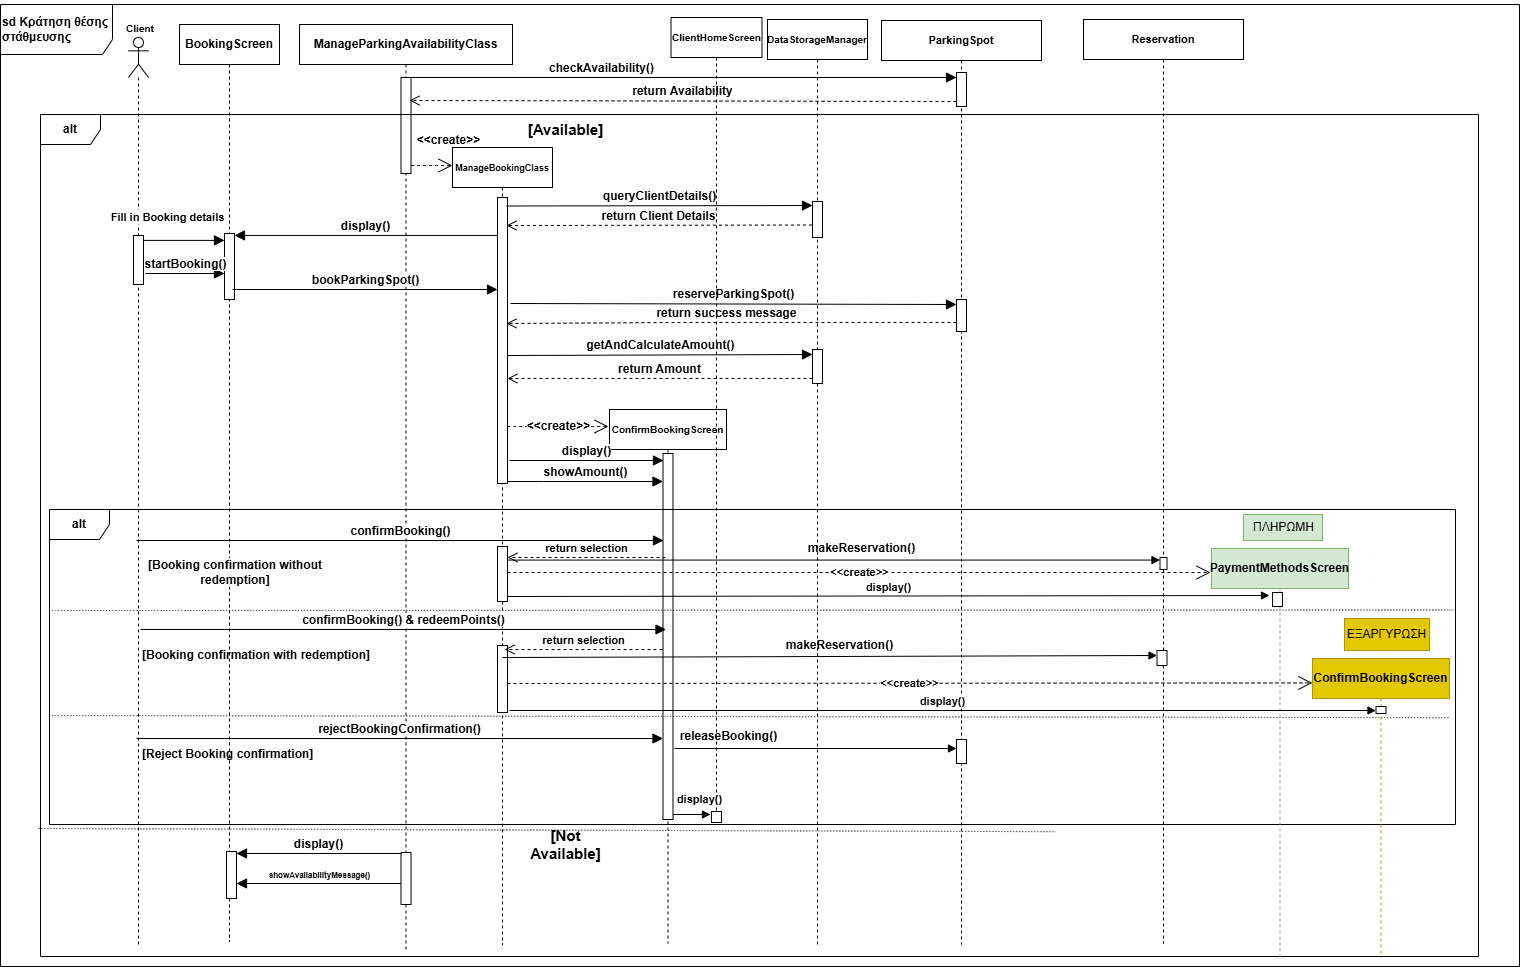 sd Κράτηση θέσης
στάθμευσης
Client
BookingScreen
ManageParkingAvailabilityClass
ClientHomeScreen
DataStorageManager
ParkingSpot
Reservation
checkAvailability()
return Availability
alt
[Available]
<<create>>
ManageBookingClass
queryClientDetails()
return Client Details
Fill in Booking details
display()
startBooking()
bookParkingSpot()
reserveParkingSpot()
return success message
getAndCalculateAmount()
return Amount
<<create>>
ConfirmBookingScreen
display()
showAmount()
alt
confirmBooking()
ΠΛΗΡΩΜΗ
return selection
makeReservation()
[Booking confirmation without
redemption]
<<create>>
PaymentMethodsScreen
display()
confirmBooking() & redeemPoints()
ΕΞΑΡΓΥΡΩΣΗ
return selection
makeReservation()
[Booking confirmation with redemption]
<<create>>
ConfirmBookingScreen
display()
rejectBookingConfirmation()
releaseBooking()
[Reject Booking confirmation]
display()
[Not
Available]
display()
showAvailabilityMessage()